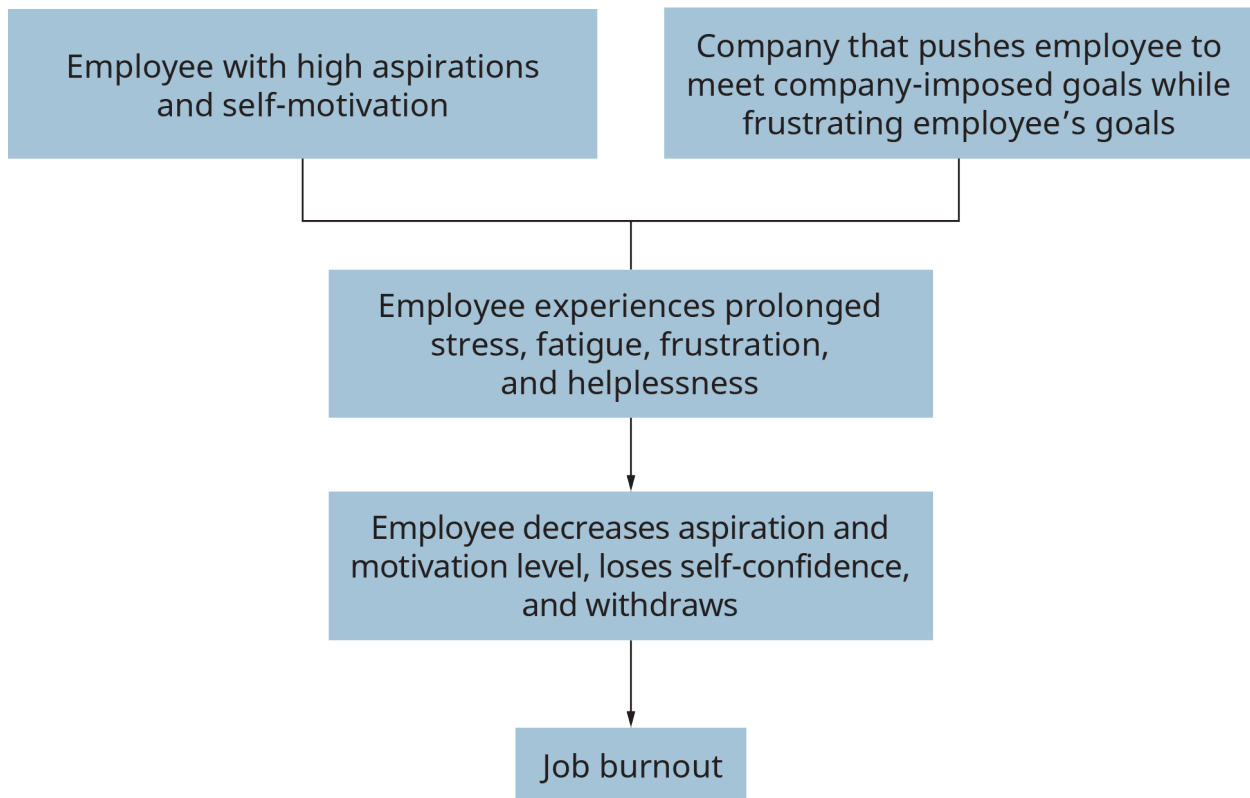 Employee with high aspirations
and self-motivation
Company that pushes employee to
meet company-imposed goals while
frustrating employee’s goals
Employee experiences prolonged
stress, fatigue, frustration,
and helplessness
Employee decreases aspiration and
motivation level, loses self-confidence,
and withdraws
Job burnout